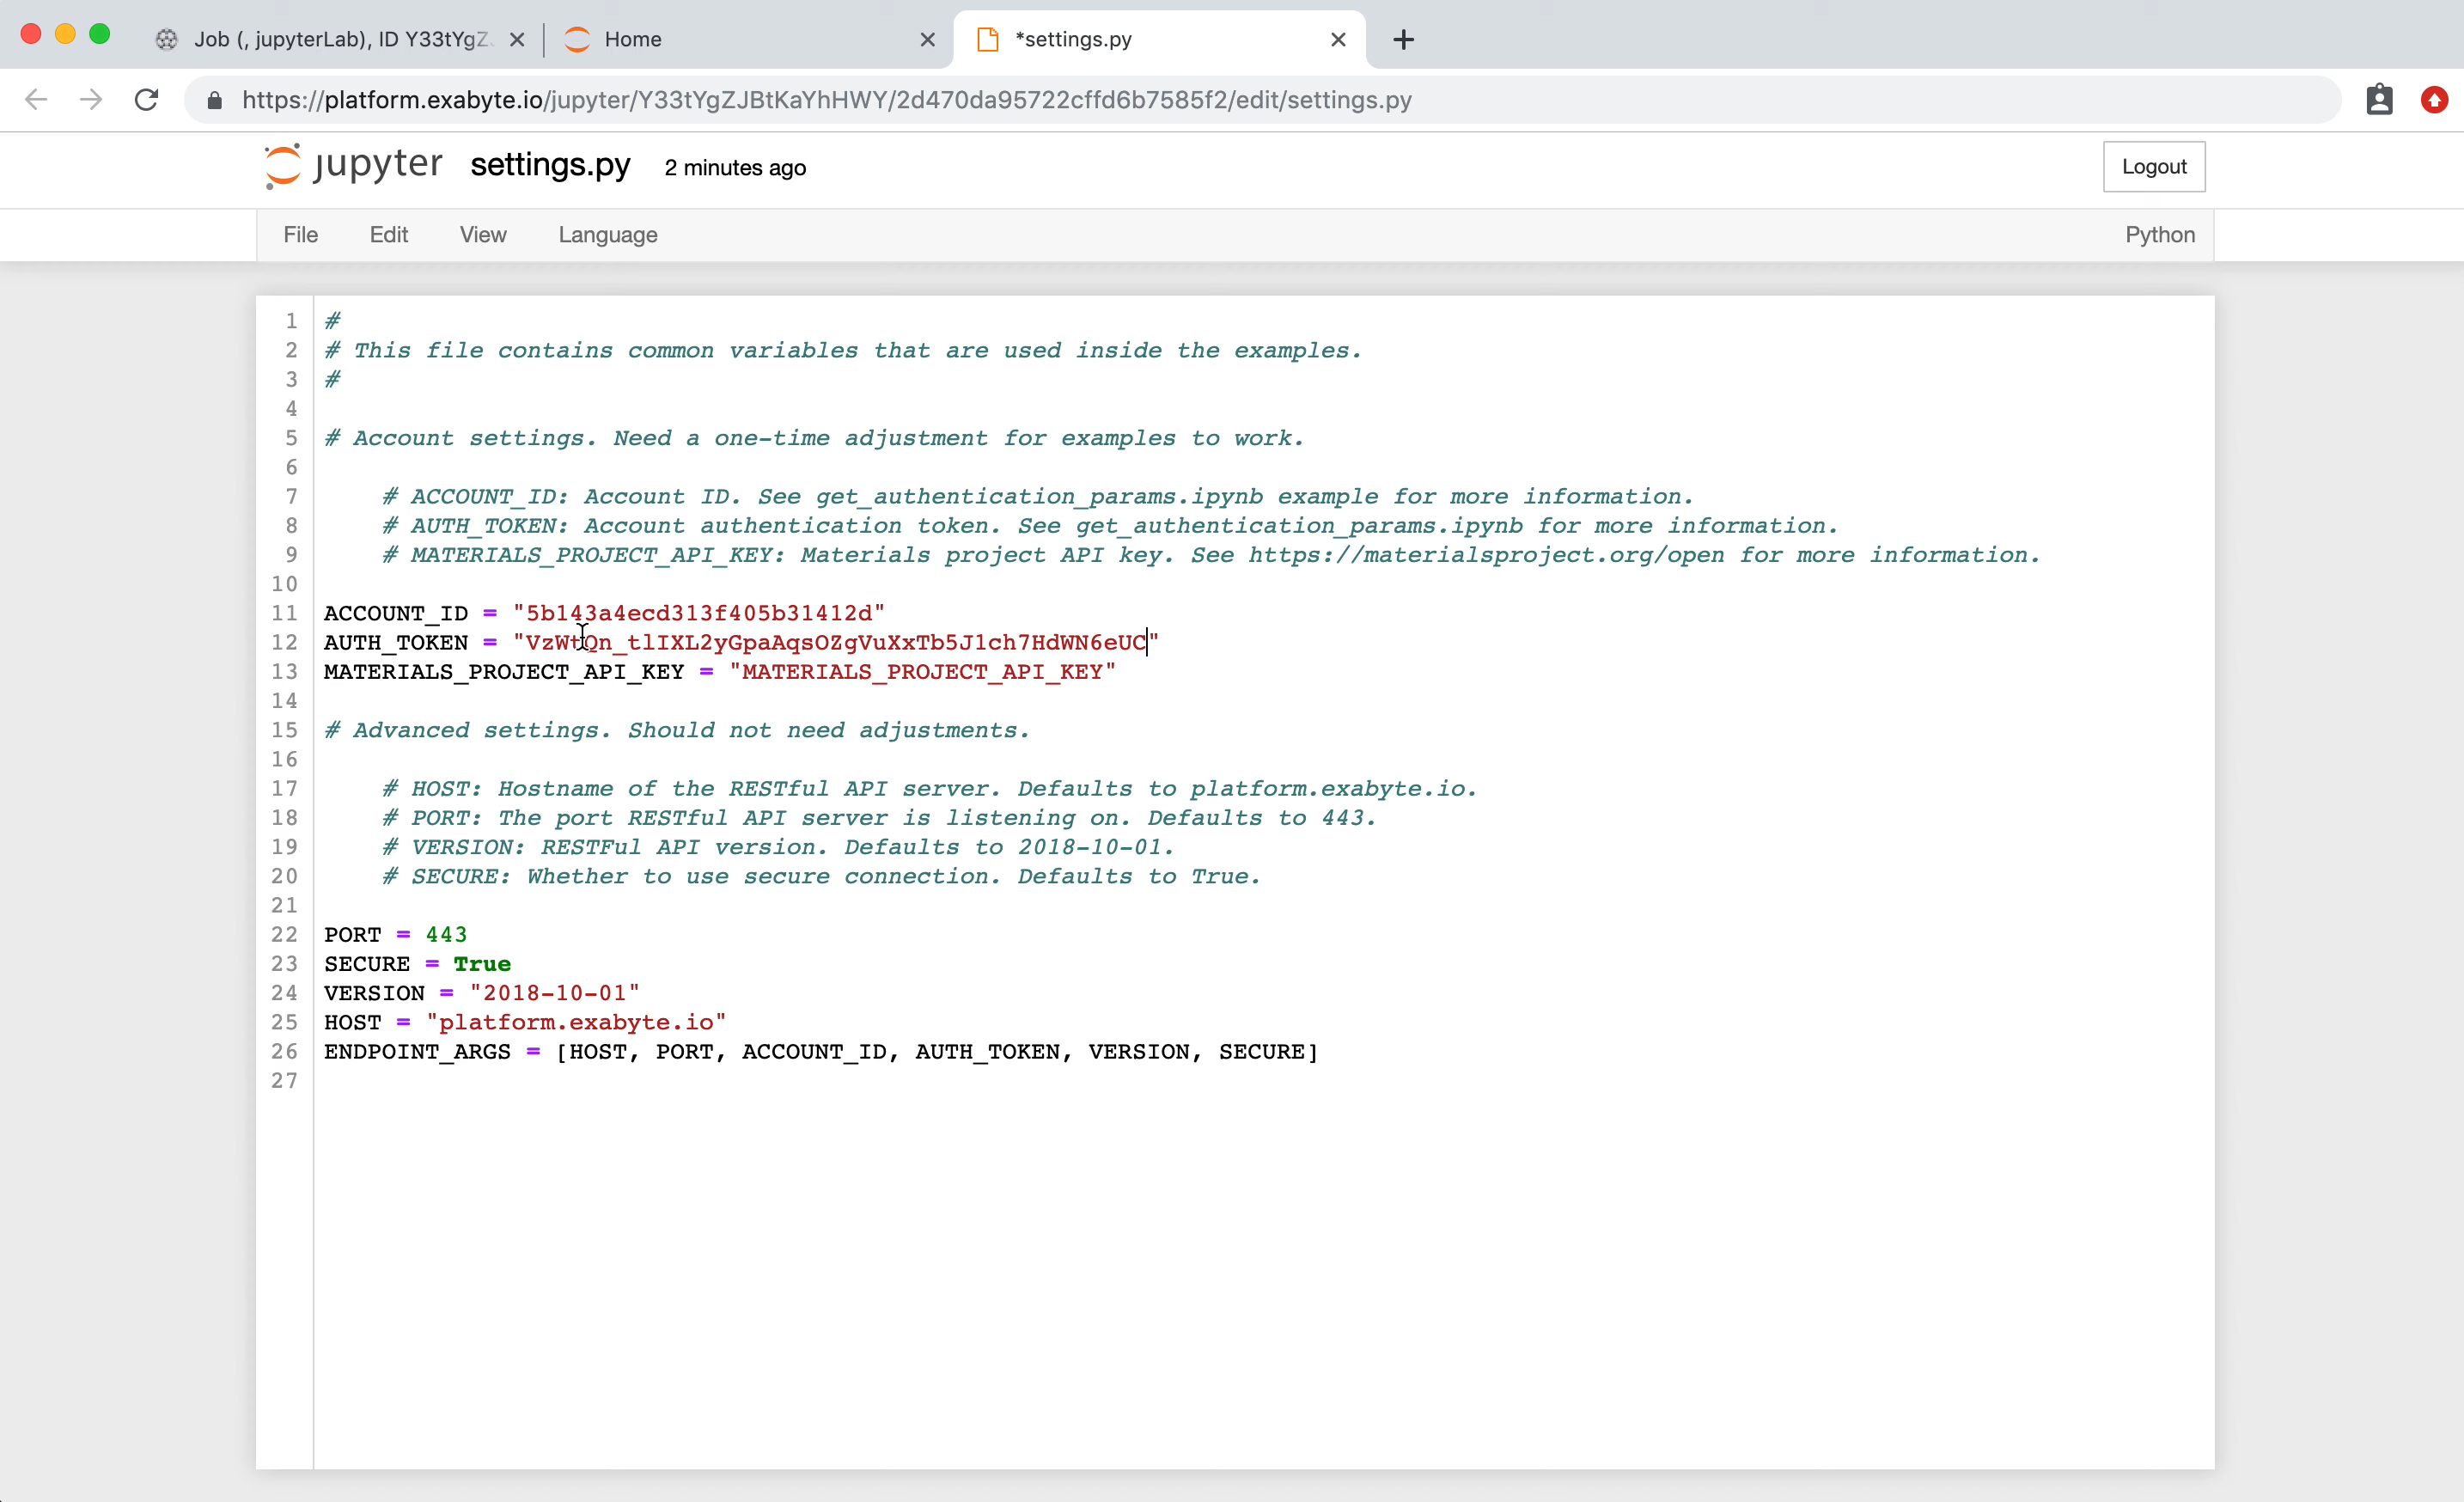 Job (, jupyterLab), ID Y33tYgZ
Home
*settings.py
https://platform.exabyte.io/jupyter/Y33tYgZJBtKaYhHWY/2d470da95722cffd6b7585f2/edit/settings.py
jupyter settings.py 2 minutes ago
Logout
File Edit View Language Python
1 #
2 # This file contains common variables that are used inside the examples.
3 #
4
5 # Account settings. Need a one-time adjustment for examples to work.
6
7 # ACCOUNT_ID: Account ID. See get_authentication_params.ipynb example for more information.
8 # AUTH_TOKEN: Account authentication token. See get_authentication_params.ipynb for more information.
9 # MATERIALS_PROJECT_API_KEY: Materials project API key. See https://materialsproject.org/open for more information.
10
11 ACCOUNT_ID = "5b143a4ecd313f405b31412d"
12 AUTH_TOKEN = "VzWtQn_tlIXL2yGpaAqsOZgVuXxTb5J1ch7HdWN6eUC"
13 MATERIALS_PROJECT_API_KEY = "MATERIALS_PROJECT_API_KEY"
14
15 # Advanced settings. Should not need adjustments.
16
17 # HOST: Hostname of the RESTful API server. Defaults to platform.exabyte.io.
18 # PORT: The port RESTful API server is listening on. Defaults to 443.
19 # VERSION: RESTFul API version. Defaults to 2018-10-01.
20 # SECURE: Whether to use secure connection. Defaults to True.
21
22 PORT = 443
23 SECURE = True
24 VERSION = "2018-10-01"
25 HOST = "platform.exabyte.io"
26 ENDPOINT_ARGS = [HOST, PORT, ACCOUNT_ID, AUTH_TOKEN, VERSION, SECURE]
27